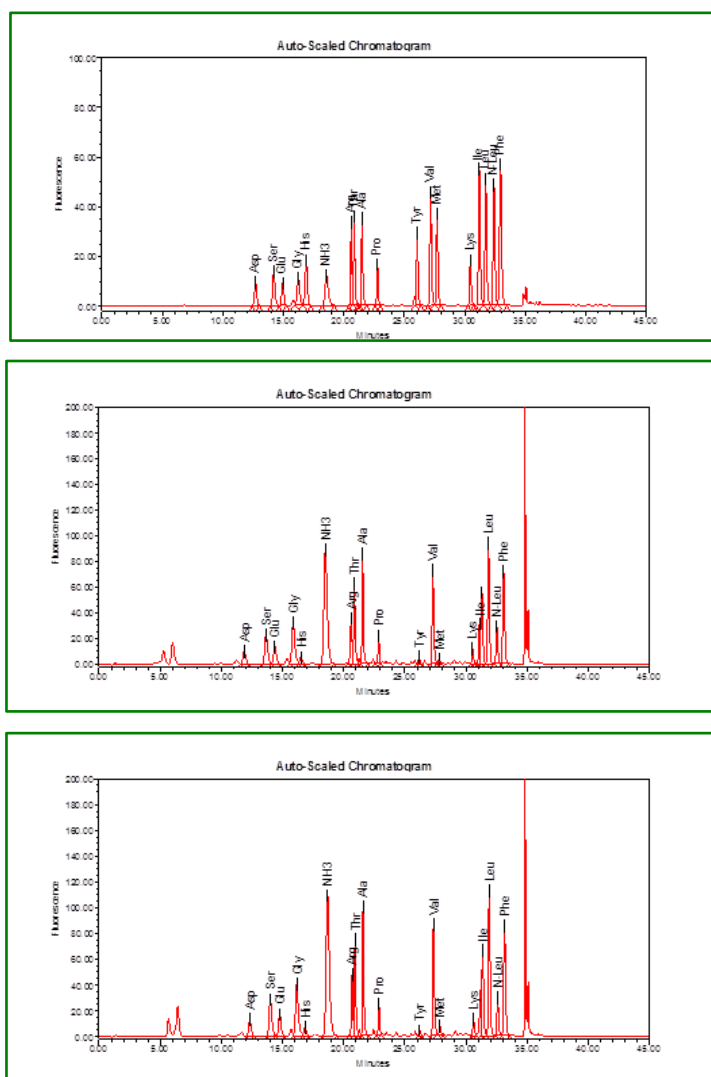 Auto-Scaled Chromatogram
100.00
80.00
60.00
40.00
20.00
0.00
Fluorescence
Asp
Ser
Glu
Gly
His
NH3
Thr
Ala
Pro
Tyr
Val
Met
Lys
Ile
Leu
N-Leu
Phe
0.00 5.00 10.00 15.00 20.00 25.00 30.00 35.00 40.00 45.00
Minutes
Auto-Scaled Chromatogram
200.00
180.00
160.00
140.00
120.00
100.00
80.00
60.00
40.00
20.00
0.00
Fluorescence
Asp
Ser
Glu
Gly
His
NH3
Arg
Thr
Ala
Pro
Tyr
Val
Met
Lys
Ile
Leu
N-Leu
Phe
0.00 5.00 10.00 15.00 20.00 25.00 30.00 35.00 40.00 45.00
Minutes
Auto-Scaled Chromatogram
200.00
180.00
160.00
140.00
120.00
100.00
80.00
60.00
40.00
20.00
0.00
Fluorescence
Asp
Ser
Glu
Gly
His
NH3
Arg
Thr
Ala
Pro
Tyr
Val
Met
Lys
Ile
Leu
N-Leu
Phe
0.00 5.00 10.00 15.00 20.00 25.00 30.00 35.00 40.00 45.00
Minutes